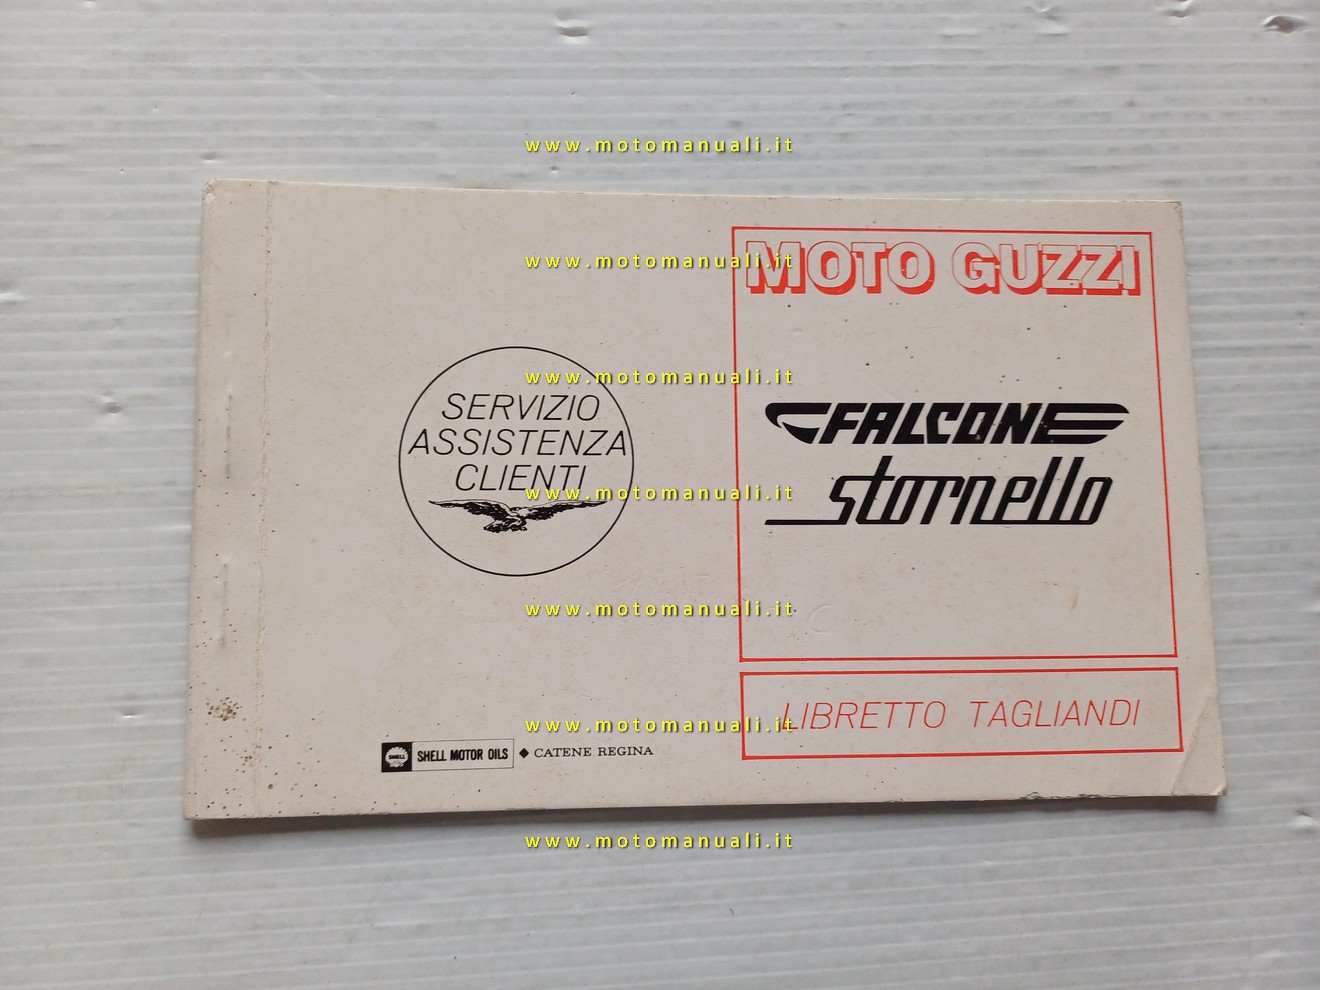 www.motomanuali.it
www.motomanuali.it
MOTO GUZZI
www.motomanuali.it
SERVIZIO
ASSISTENZA
CLIENTI
FALCONE
stornello
www.motomanuali.it
www.motomanuali.it
www.motomanuali.it
LIBRETTO TAGLIANDI
SHELL
SHELL MOTOR OILS ◆ CATENE REGINA
www.motomanuali.it